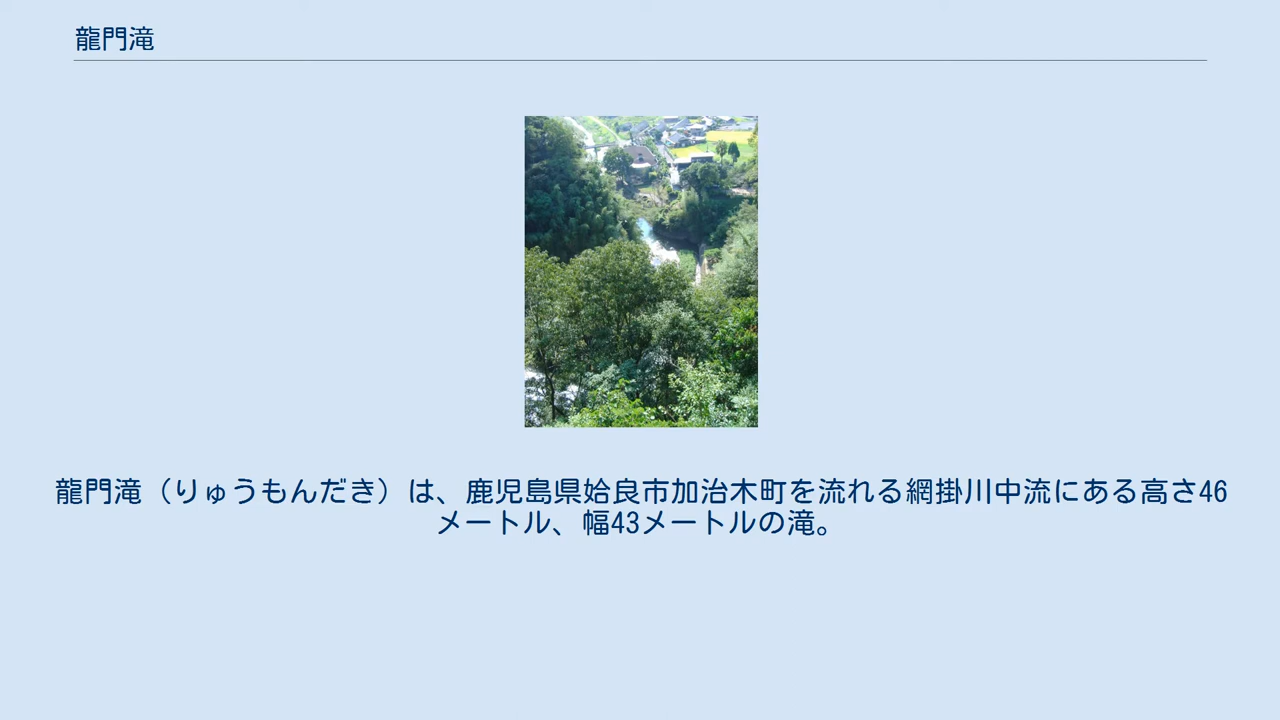 龍門滝
龍門滝（りゅうもんだき）は、鹿児島県姶良市加治木町を流れる網掛川中流にある高さ46
メートル、幅43メートルの滝。